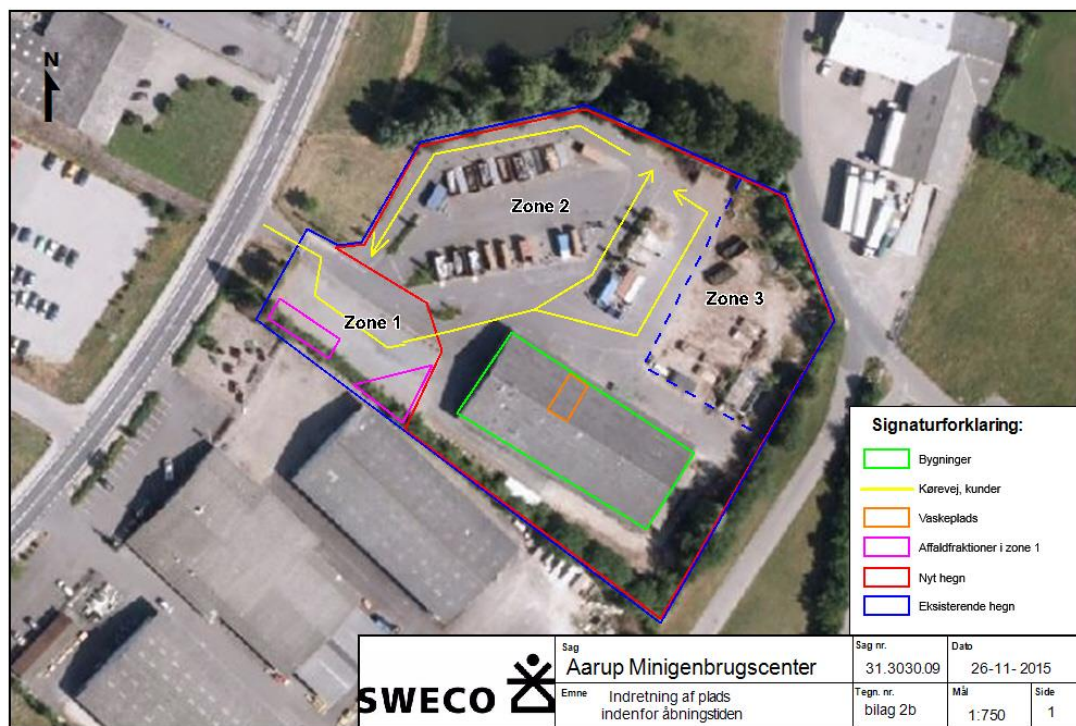 N
Zone 2
Zone 3
Zone 1
Signaturforklaring:
Bygninger
Kørevej, kunder
Vaskeplads
Affaldfraktioner i zone 1
Nyt hegn
Eksisterende hegn
SWECO
Sag
Aarup Minigenbrugscenter
Sag nr.
31.3030.09
Dato
26-11- 2015
Emne
Indretning af plads
indenfor åbningstiden
Tegn. nr.
bilag 2b
Mål
1:750
Side
1